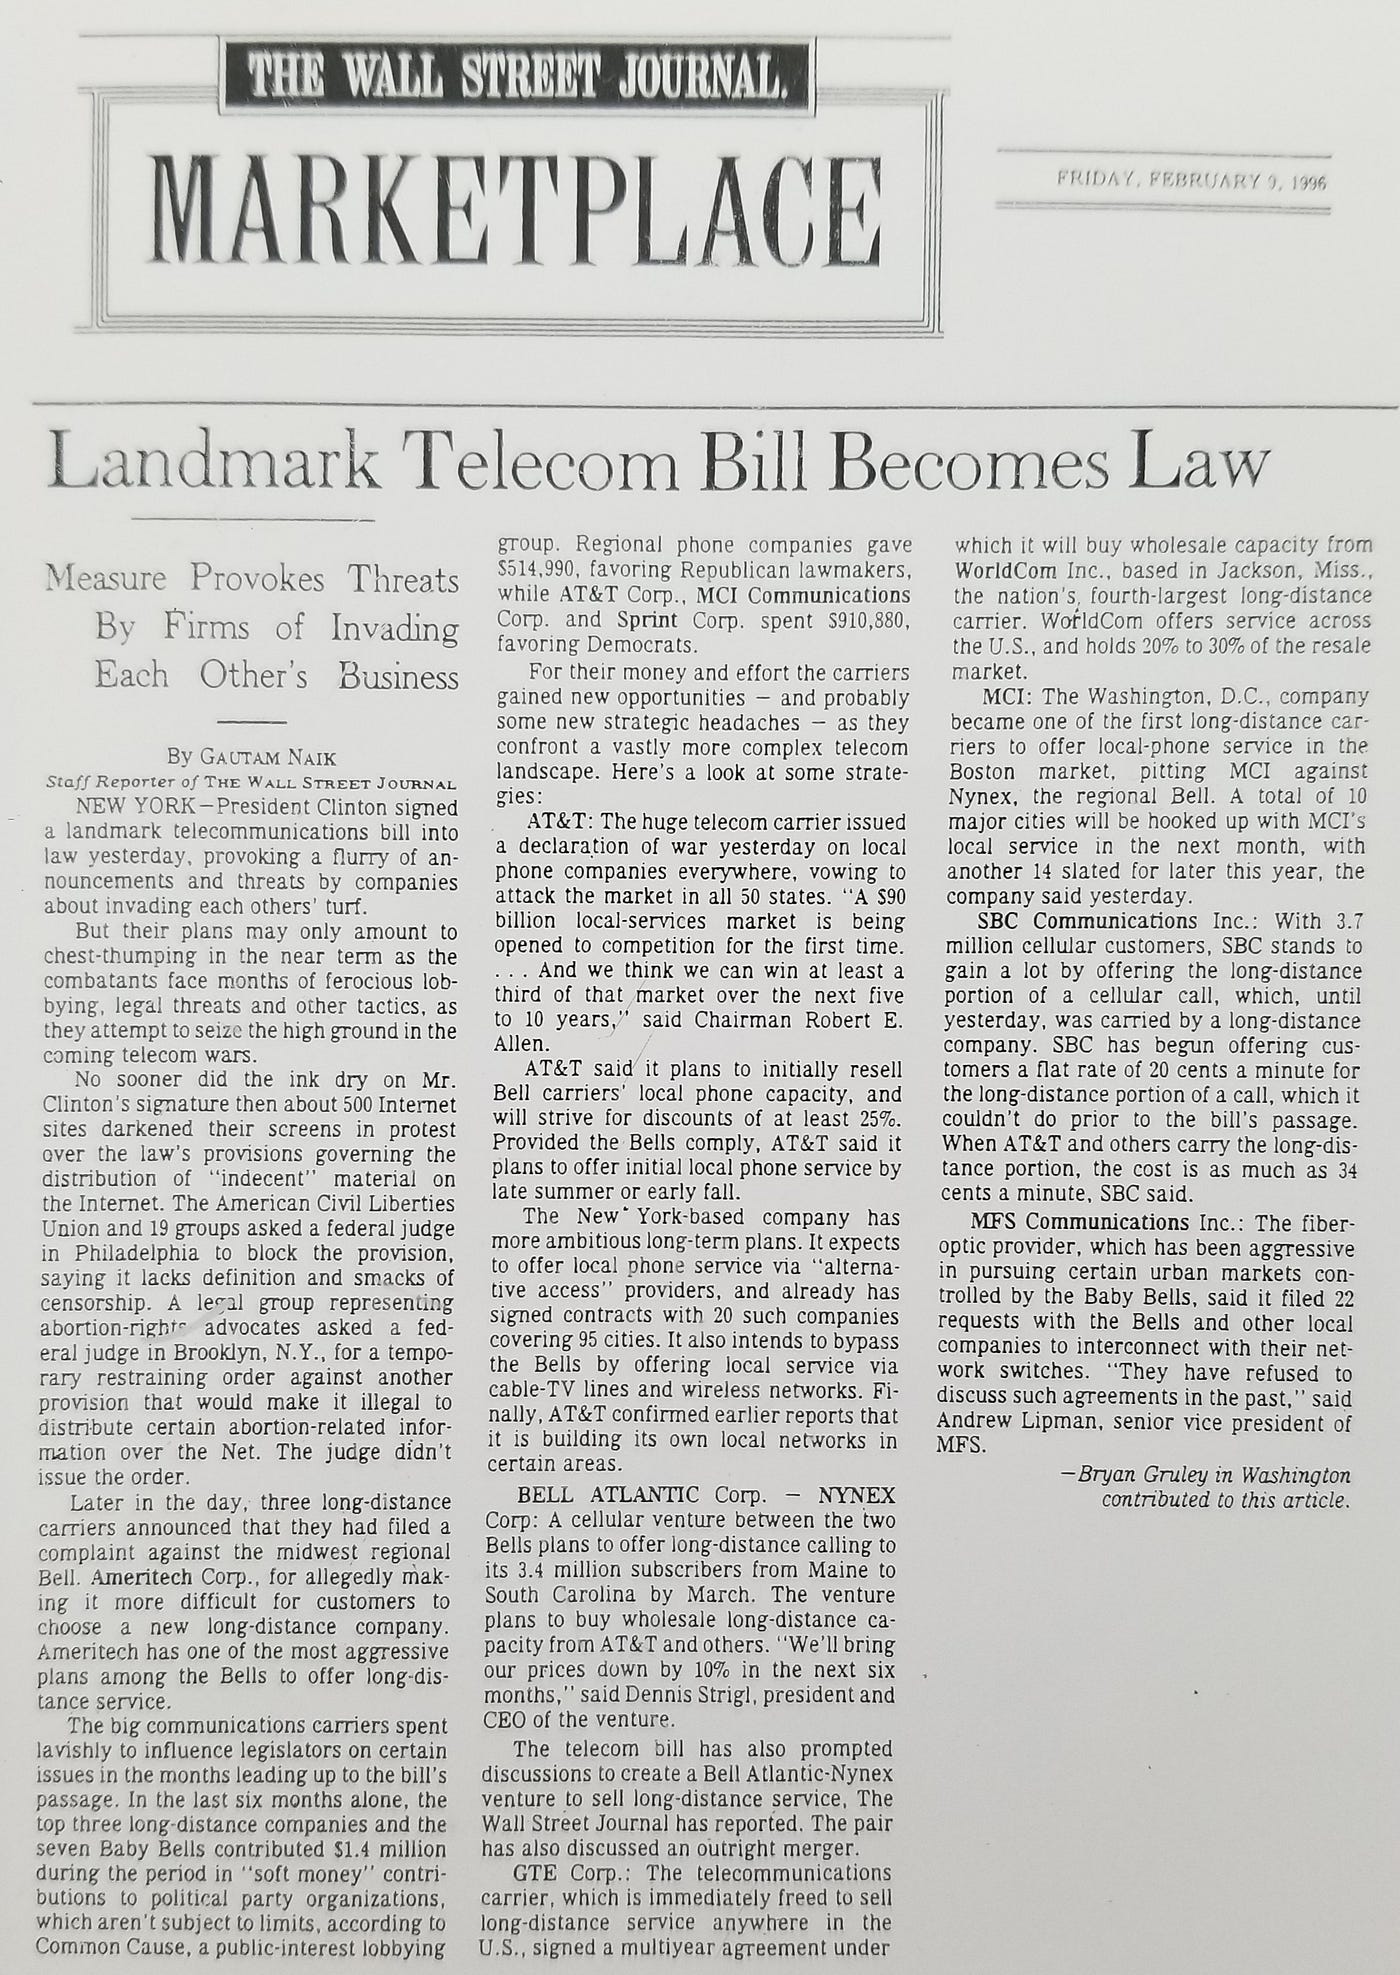 THE WALL STREET JOURNAL.
MARKETPLACE
FRIDAY, FEBRUARY 9, 1996
Landmark Telecom Bill Becomes Law
Measure Provokes Threats
By Firms of Invading
Each Other's Business
By GAUTAM NAIK
Staff Reporter of THE WALL STREET JOURNAL
NEW YORK—President Clinton signed
a landmark telecommunications bill into
law yesterday, provoking a flurry of an-
nouncements and threats by companies
about invading each others' turf.
But their plans may only amount to
chest-thumping in the near term as the
combatants face months of ferocious lob-
bying, legal threats and other tactics, as
they attempt to seize the high ground in the
coming telecom wars.
No sooner did the ink dry on Mr.
Clinton's signature then about 500 Internet
sites darkened their screens in protest
over the law's provisions governing the
distribution of "indecent" material on
the Internet. The American Civil Liberties
Union and 19 groups asked a federal judge
in Philadelphia to block the provision,
saying it lacks definition and smacks of
censorship. A legal group representing
abortion-rights advocates asked a fed-
eral judge in Brooklyn, N.Y., for a tempo-
rary restraining order against another
provision that would make it illegal to
distribute certain abortion-related infor-
mation over the Net. The judge didn't
issue the order.
Later in the day, three long-distance
carriers announced that they had filed a
complaint against the midwest regional
Bell. Ameritech Corp., for allegedly mak-
ing it more difficult for customers to
choose a new long-distance company.
Ameritech has one of the most aggressive
plans among the Bells to offer long-dis-
tance service.
The big communications carriers spent
lavishly to influence legislators on certain
issues in the months leading up to the bill's
passage. In the last six months alone, the
top three long-distance companies and the
seven Baby Bells contributed $1.4 million
during the period in "soft money" contri-
butions to political party organizations,
which aren't subject to limits, according to
Common Cause, a public-interest lobbying
group. Regional phone companies gave
$514,990, favoring Republican lawmakers,
while AT&T Corp., MCI Communications
Corp. and Sprint Corp. spent $910,880,
favoring Democrats.
For their money and effort the carriers
gained new opportunities — and probably
some new strategic headaches — as they
confront a vastly more complex telecom
landscape. Here's a look at some strate-
gies:
AT&T: The huge telecom carrier issued
a declaration of war yesterday on local
phone companies everywhere, vowing to
attack the market in all 50 states. "A $90
billion local-services market is being
opened to competition for the first time.
. . . And we think we can win at least a
third of that market over the next five
to 10 years," said Chairman Robert E.
Allen.
AT&T said it plans to initially resell
Bell carriers' local phone capacity, and
will strive for discounts of at least 25%.
Provided the Bells comply, AT&T said it
plans to offer initial local phone service by
late summer or early fall.
The New York-based company has
more ambitious long-term plans. It expects
to offer local phone service via "alterna-
tive access" providers, and already has
signed contracts with 20 such companies
covering 95 cities. It also intends to bypass
the Bells by offering local service via
cable-TV lines and wireless networks. Fi-
nally, AT&T confirmed earlier reports that
it is building its own local networks in
certain areas.
BELL ATLANTIC Corp. — NYNEX
Corp: A cellular venture between the two
Bells plans to offer long-distance calling to
its 3.4 million subscribers from Maine to
South Carolina by March. The venture
plans to buy wholesale long-distance ca-
pacity from AT&T and others. "We'll bring
our prices down by 10% in the next six
months," said Dennis Strigl, president and
CEO of the venture.
The telecom bill has also prompted
discussions to create a Bell Atlantic-Nynex
venture to sell long-distance service, The
Wall Street Journal has reported. The pair
has also discussed an outright merger.
GTE Corp.: The telecommunications
carrier, which is immediately freed to sell
long-distance service anywhere in the
U.S., signed a multiyear agreement under
which it will buy wholesale capacity from
WorldCom Inc., based in Jackson, Miss.,
the nation's fourth-largest long-distance
carrier. WorldCom offers service across
the U.S., and holds 20% to 30% of the resale
market.
MCI: The Washington, D.C., company
became one of the first long-distance car-
riers to offer local-phone service in the
Boston market, pitting MCI against
Nynex, the regional Bell. A total of 10
major cities will be hooked up with MCI's
local service in the next month, with
another 14 slated for later this year, the
company said yesterday.
SBC Communications Inc.: With 3.7
million cellular customers, SBC stands to
gain a lot by offering the long-distance
portion of a cellular call, which, until
yesterday, was carried by a long-distance
company. SBC has begun offering cus-
tomers a flat rate of 20 cents a minute for
the long-distance portion of a call, which it
couldn't do prior to the bill's passage.
When AT&T and others carry the long-dis-
tance portion, the cost is as much as 34
cents a minute, SBC said.
MFS Communications Inc.: The fiber-
optic provider, which has been aggressive
in pursuing certain urban markets con-
trolled by the Baby Bells, said it filed 22
requests with the Bells and other local
companies to interconnect with their net-
work switches. "They have refused to
discuss such agreements in the past," said
Andrew Lipman, senior vice president of
MFS.
—Bryan Gruley in Washington
contributed to this article.